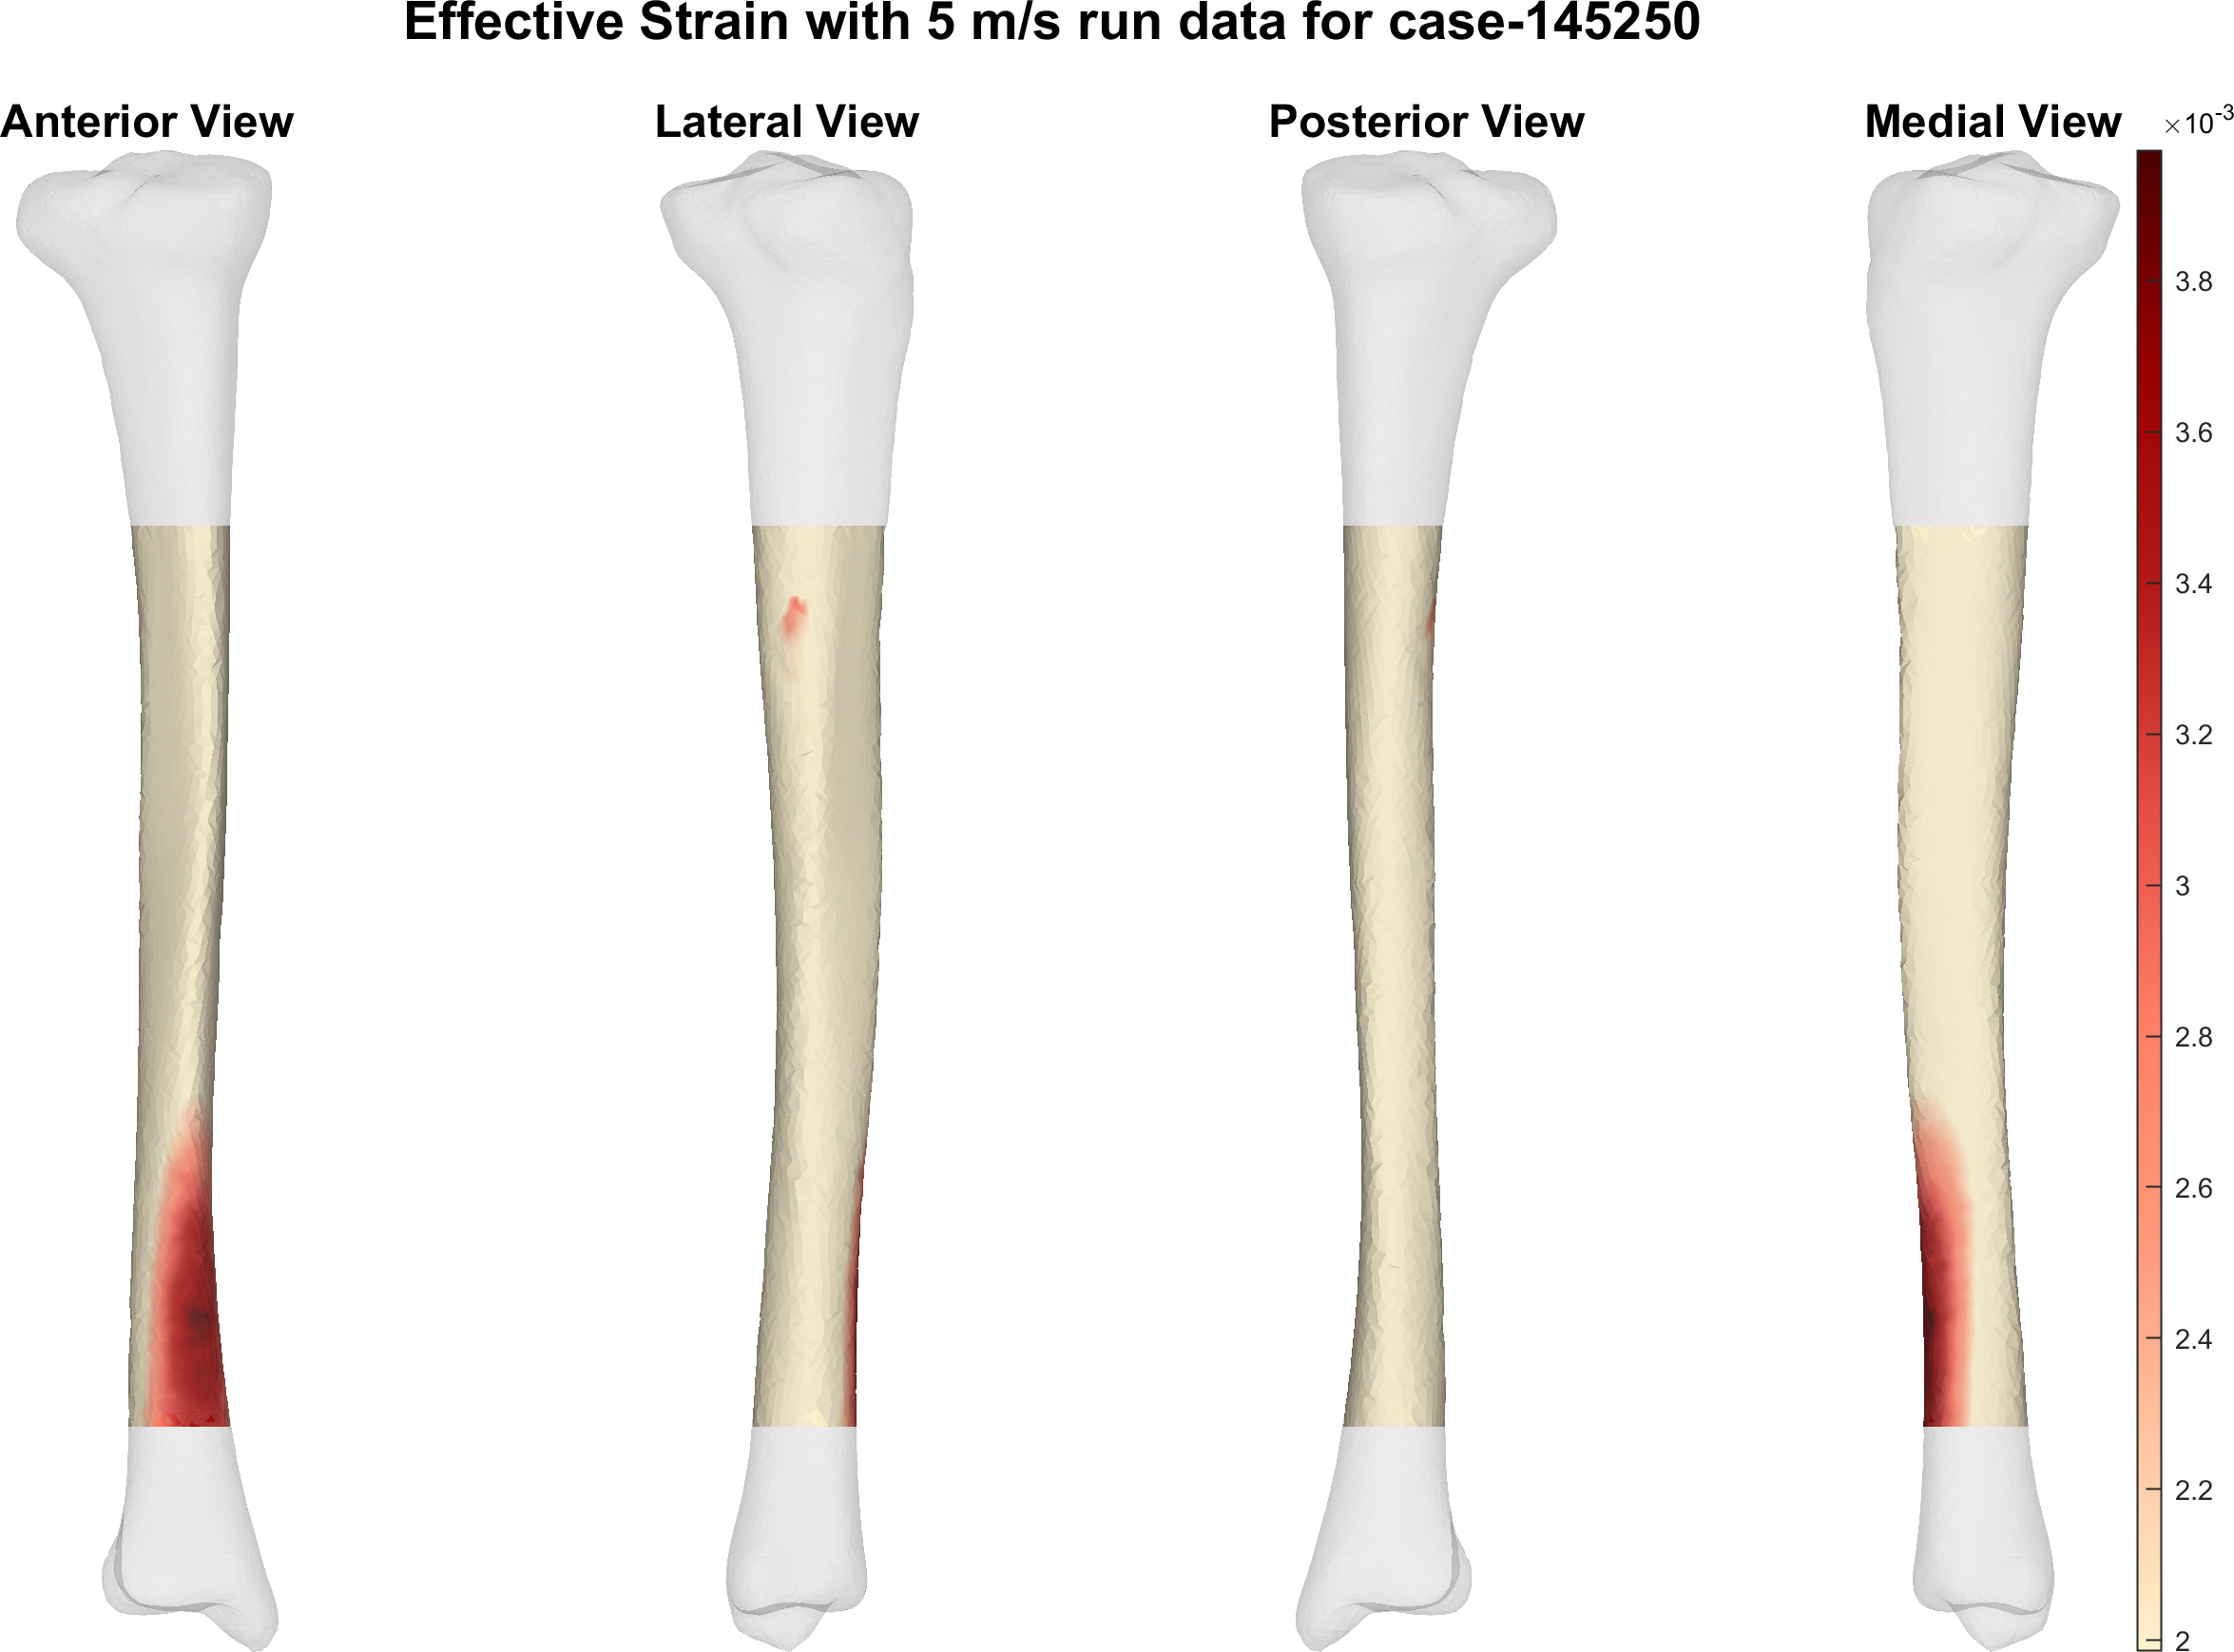 Effective Strain with 5 m/s run data for case-145250
Anterior View
Lateral View
Posterior View
Medial View
×10-3
3.8
3.6
3.4
3.2
3
2.8
2.6
2.4
2.2
2